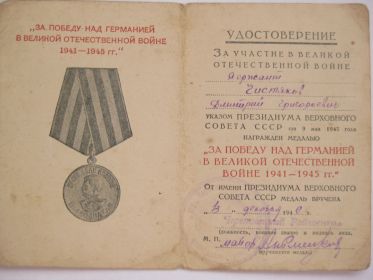 „ЗА ПОБЕДУ НАД ГЕРМАНИЕЙ
В ВЕЛИКОЙ ОТЕЧЕСТВЕННОЙ ВОЙНЕ
1941—1945 гг.“
УДОСТОВЕРЕНИЕ
ЗА УЧАСТИЕ В ВЕЛИКОЙ
ОТЕЧЕСТВЕННОЙ ВОЙНЕ
Сержант
Чистяков
Дмитрий Григорьевич
УКАЗОМ ПРЕЗИДИУМА ВЕРХОВНОГО
СОВЕТА СССР от 9 мая 1945 года
НАГРАЖДЕН МЕДАЛЬЮ
„ЗА ПОБЕДУ НАД ГЕРМАНИЕЙ
В ВЕЛИКОЙ ОТЕЧЕСТВЕННОЙ
ВОЙНЕ 1941—1945 гг.“
ОТ ИМЕНИ ПРЕЗИДИУМА ВЕРХОВНОГО
СОВЕТА СССР МЕДАЛЬ ВРУЧЕНА
194 г.
М. П. майор